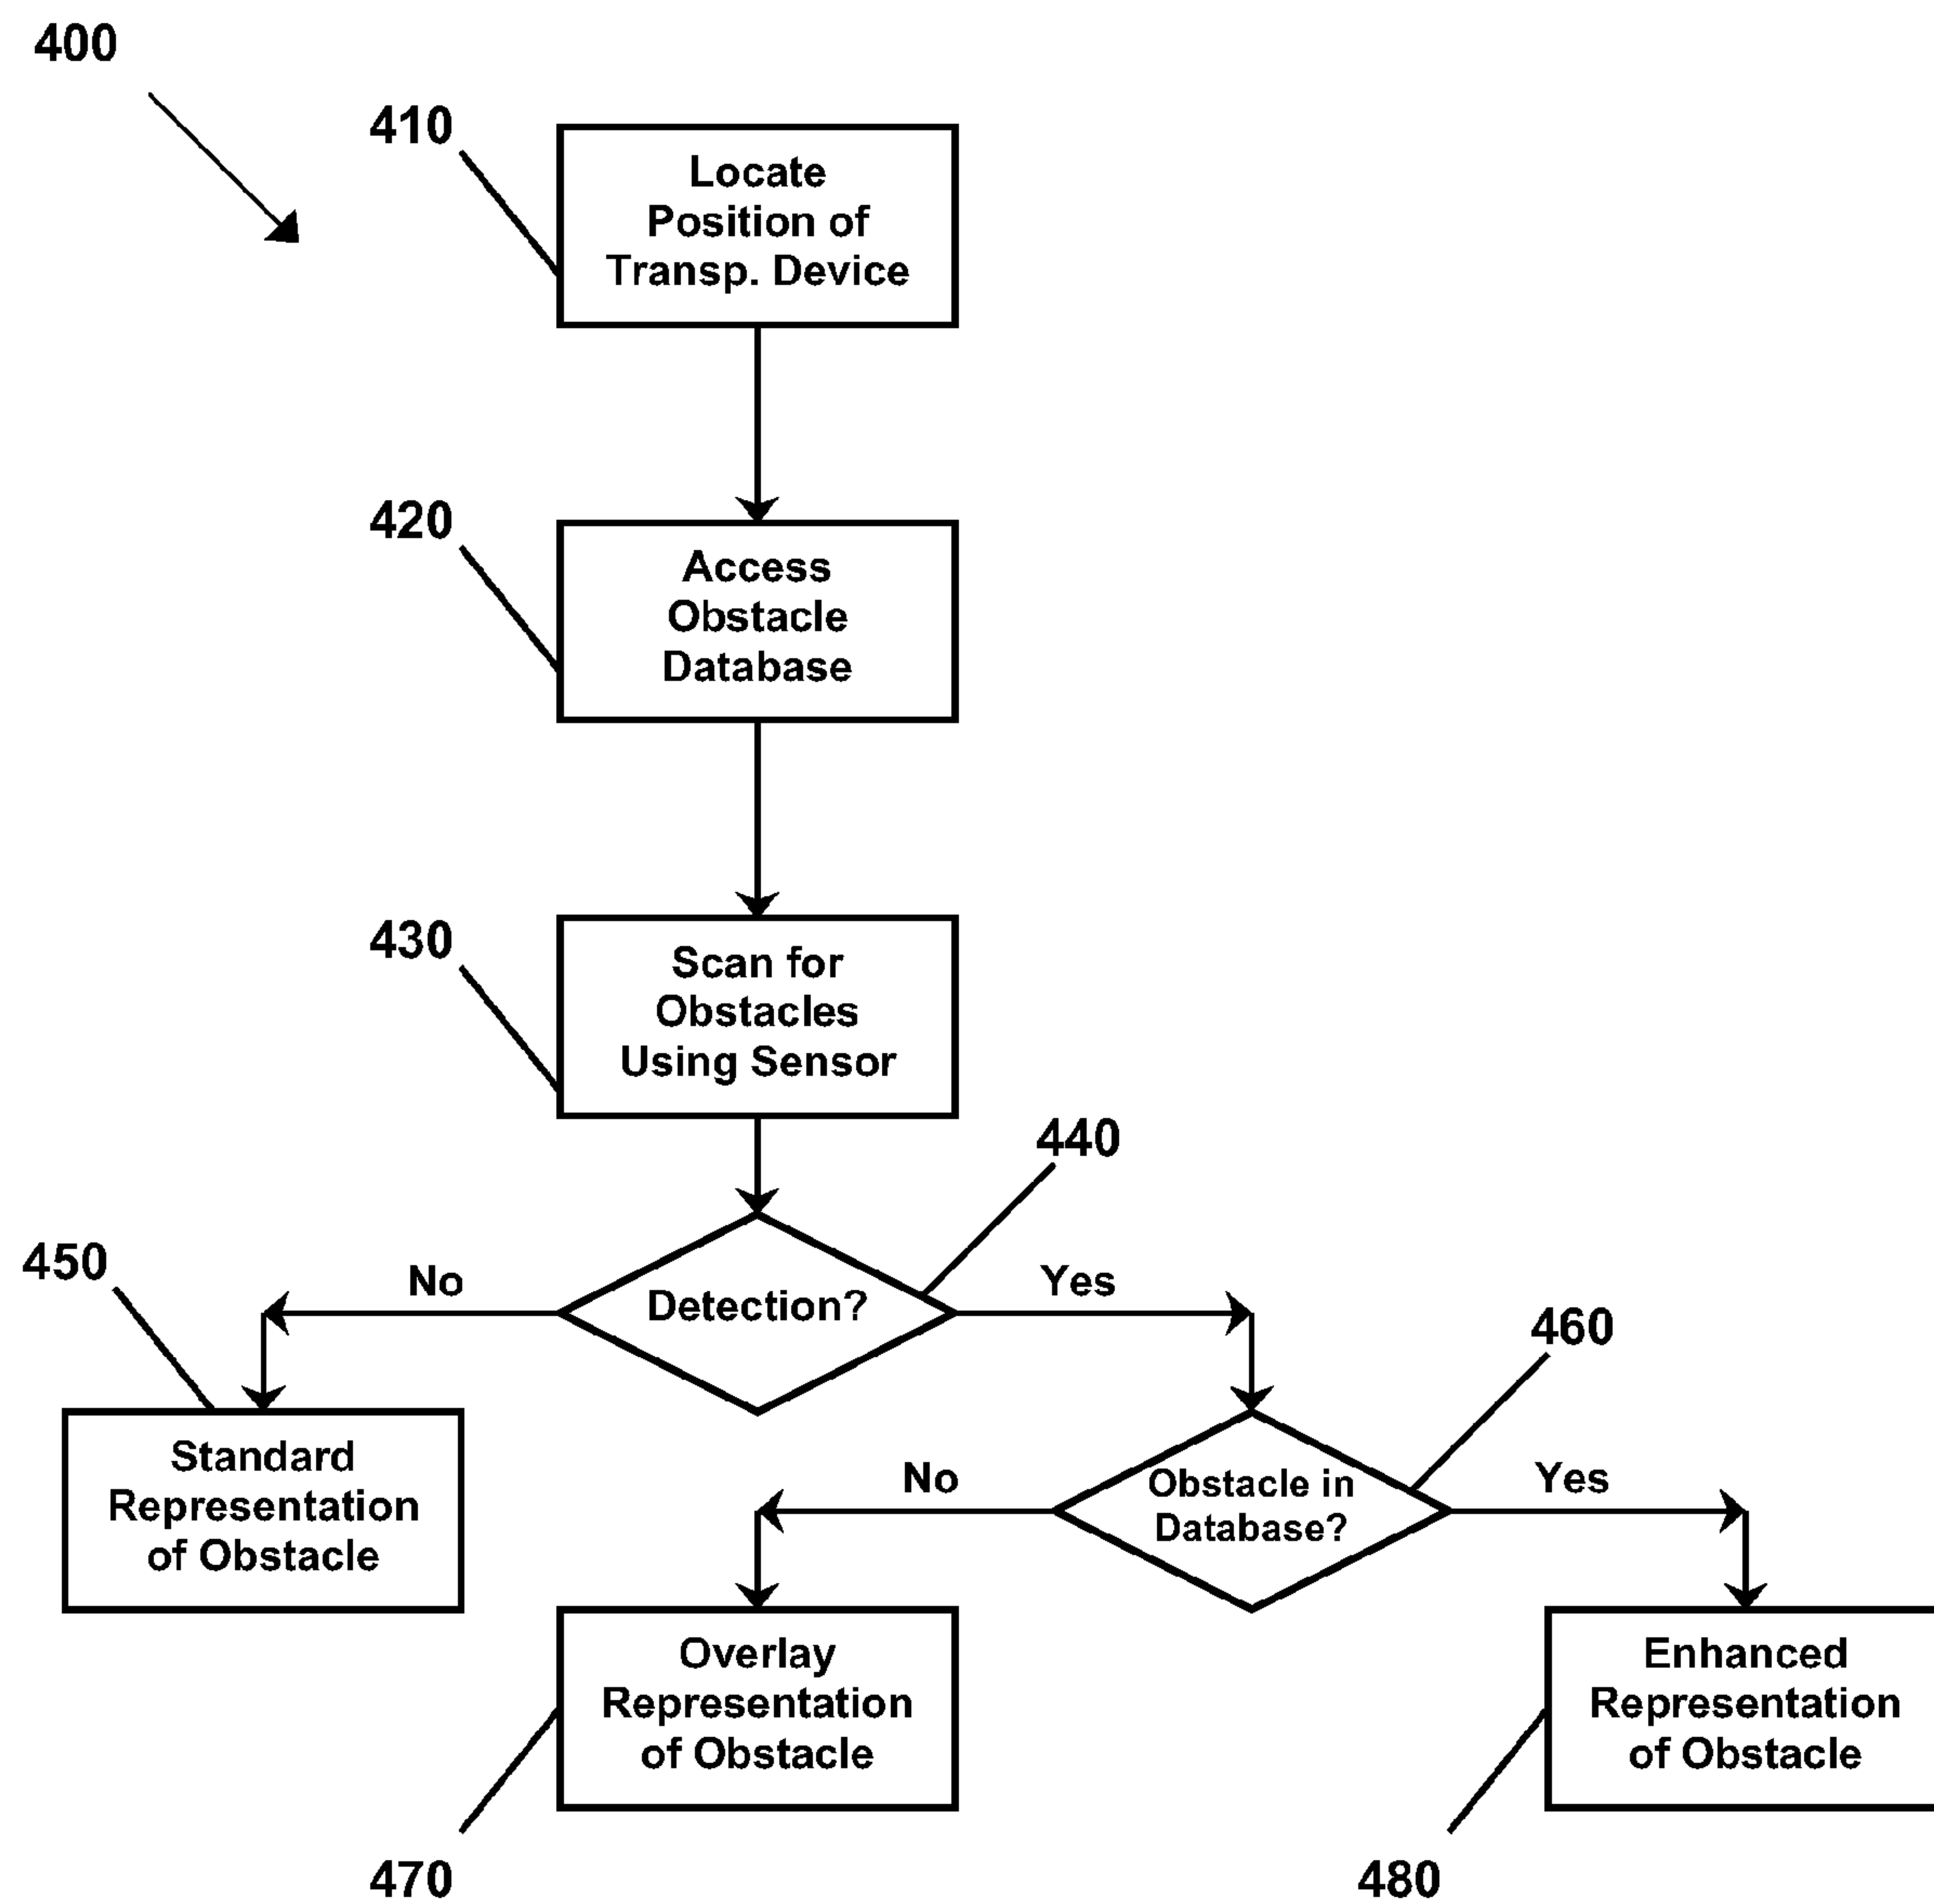 400
410
Locate
Position of
Transp. Device
420
Access
Obstacle
Database
430
Scan for
Obstacles
Using Sensor
440
450
No
Detection?
Yes
460
Standard
Representation
of Obstacle
No
Obstacle in
Database?
Yes
Overlay
Representation
of Obstacle
Enhanced
Representation
of Obstacle
470
480